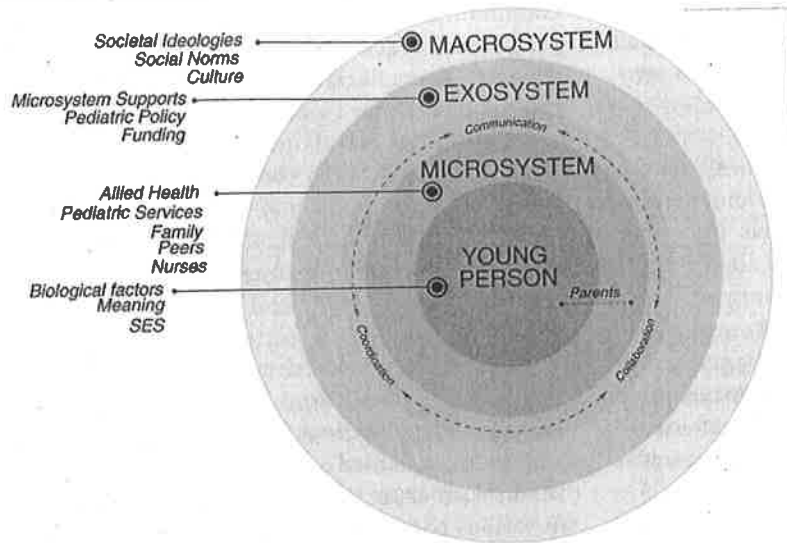 Societal Ideologies
Social Norms
Culture
MACROSYSTEM
Microsystem Supports
Pediatric Policy
Funding
EXOSYSTEM
Communication
Allied Health
Pediatric Services
Family
Peers
Nurses
MICROSYSTEM
Biological factors
Meaning
SES
YOUNG
PERSON
Parents
Coordination
Collaboration